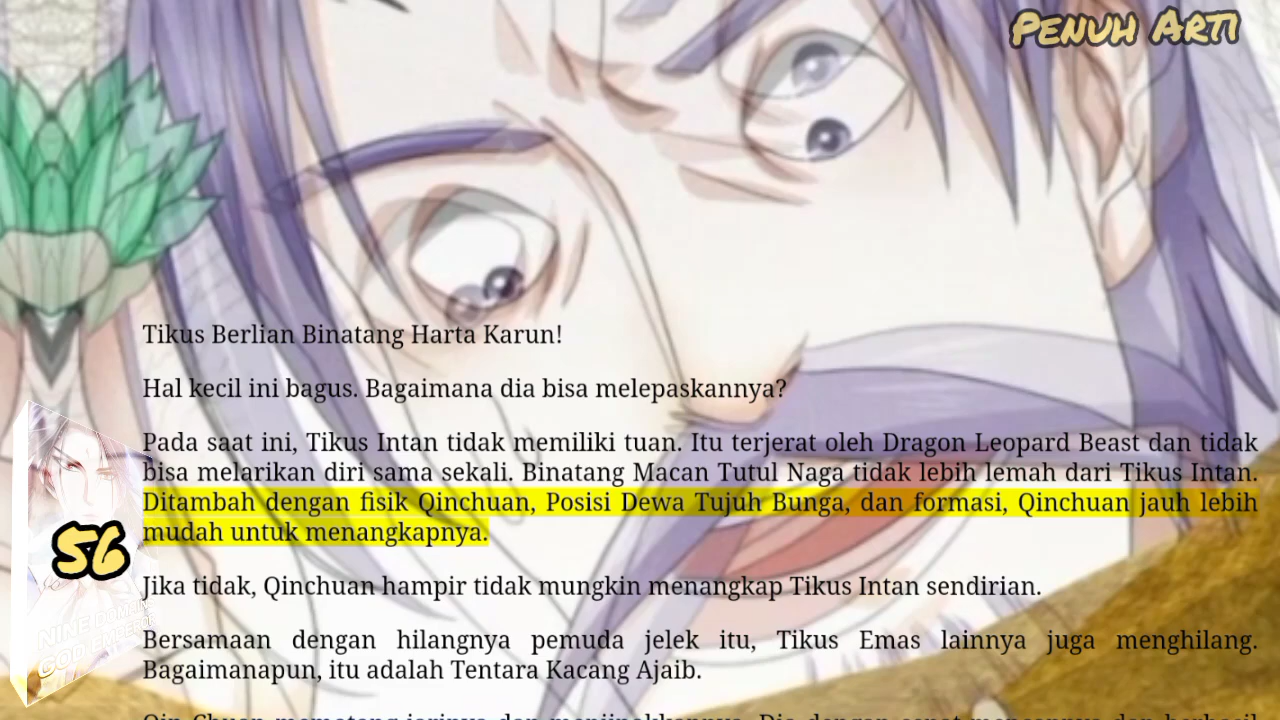 Penuh Arti
Tikus Berlian Binatang Harta Karun!
Hal kecil ini bagus. Bagaimana dia bisa melepaskannya?
Pada saat ini, Tikus Intan tidak memiliki tuan. Itu terjerat oleh Dragon Leopard Beast dan tidak
bisa melarikan diri sama sekali. Binatang Macan Tutul Naga tidak lebih lemah dari Tikus Intan.
Ditambah dengan fisik Qinchuan, Posisi Dewa Tujuh Bunga, dan formasi, Qinchuan jauh lebih
mudah untuk menangkapnya.
56
Jika tidak, Qinchuan hampir tidak mungkin menangkap Tikus Intan sendirian.
NINE DOMAIN
GOD EMPEROR
Bersamaan dengan hilangnya pemuda jelek itu, Tikus Emas lainnya juga menghilang.
Bagaimanapun, itu adalah Tentara Kacang Ajaib.